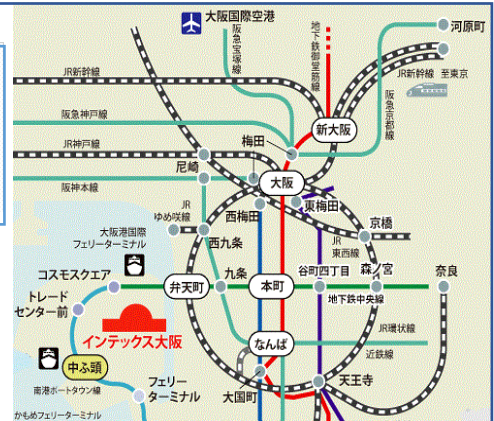 大阪国際空港
阪急宝塚線
地下鉄御堂筋線
河原町
JR新幹線
JR新幹線 至東京
阪急神戸線
阪急京都線
新大阪
JR神戸線
梅田
尼崎
大阪
阪神本線
西梅田
東梅田
JR
ゆめ咲線
西九条
JR
東西線
京橋
大阪港国際
フェリーターミナル
コスモスクエア
弁天町
九条
本町
谷町四丁目
森ノ宮
奈良
地下鉄中央線
トレード
センター前
インテックス大阪
JR環状線
なんば
近鉄線
中ふ頭
南港ポートタウン線
フェリー
ターミナル
大国町
天王寺
かもめフェリーターミナル